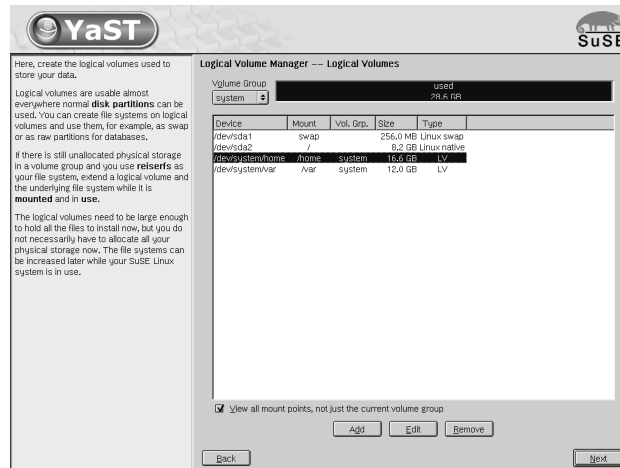 YaST
SuSE
Here, create the logical volumes used to
store your data.
Logical volumes are usable almost
everywhere normal disk partitions can be
used. You can create file systems on logical
volumes and use them, for example, as swap
or as raw partitions for databases.
If there is still unallocated physical storage
in a volume group and you use reiserfs as
your file system, extend a logical volume and
the underlying file system while it is
mounted and in use.
The logical volumes need to be large enough
to hold all the files to install now, but you do
not necessarily have to allocate all your
physical storage now. The file systems can
be increased later while your SuSE Linux
system is in use.
Logical Volume Manager -- Logical Volumes
Volume Group
system
used
28.6 GB
Device Mount Vol. Grp. Size Type
/dev/sda1 swap 256.0 MB Linux swap
/dev/sda2 / 8.2 GB Linux native
/dev/system/home /home system 16.6 GB LV
/dev/system/var /var system 12.0 GB LV
View all mount points, not just the current volume group
Add Edit Remove
Back Next